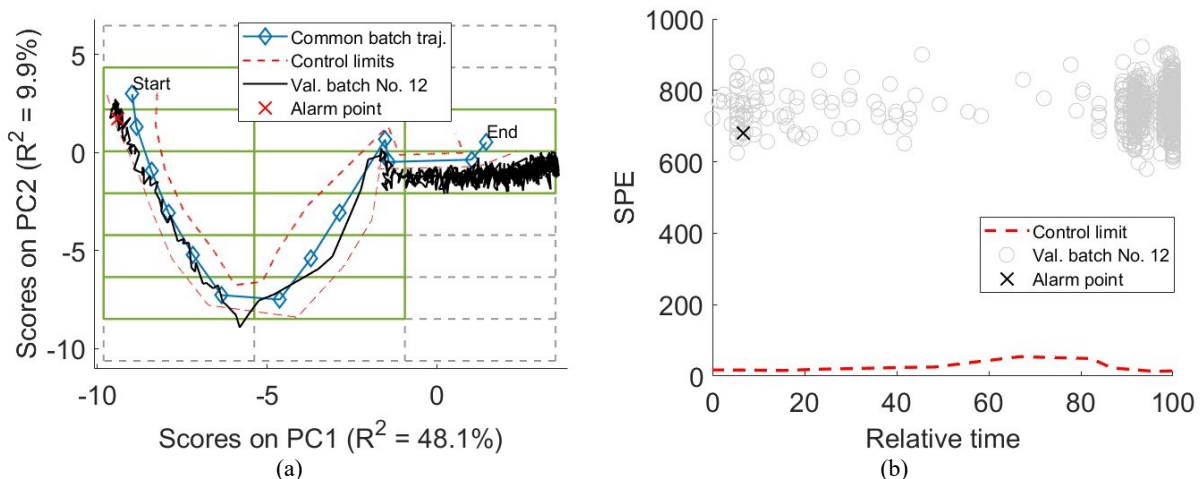 Scores on PC2 (R² = 9.9%)
5
0
-5
-10
-10
-5
0
Scores on PC1 (R² = 48.1%)
Common batch traj.
Control limits
Val. batch No. 12
Alarm point
Start
End
(a)
SPE
1000
800
600
400
200
0
0
20
40
60
80
100
Relative time
Control limit
Val. batch No. 12
Alarm point
(b)